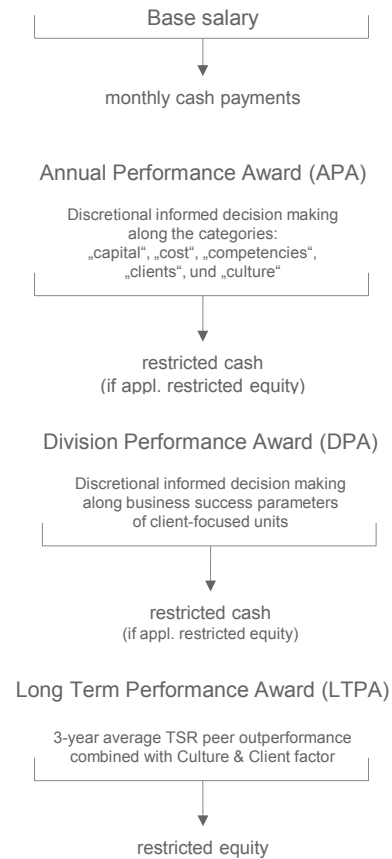 Base salary
monthly cash payments
Annual Performance Award (APA)
Discretional informed decision making
along the categories:
„capital“, „cost“, „competencies“,
„clients“, und „culture“
restricted cash
(if appl. restricted equity)
Division Performance Award (DPA)
Discretional informed decision making
along business success parameters
of client-focused units
restricted cash
(if appl. restricted equity)
Long Term Performance Award (LTPA)
3-year average TSR peer outperformance
combined with Culture & Client factor
restricted equity